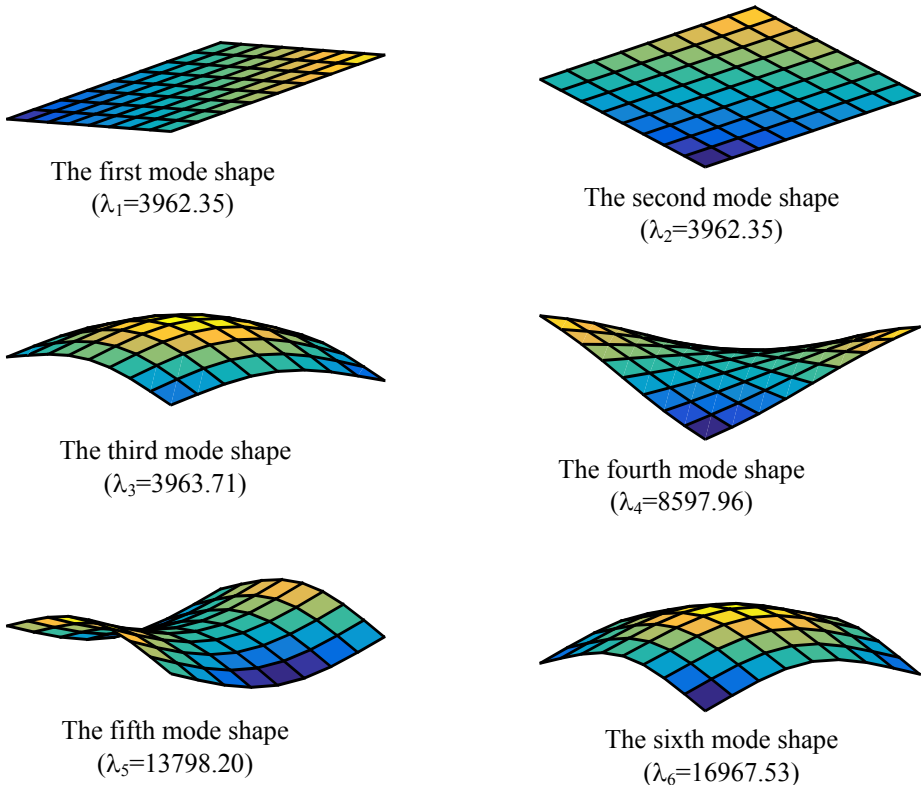 The first mode shape
(λ₁=3962.35)
The second mode shape
(λ₂=3962.35)
The third mode shape
(λ₃=3963.71)
The fourth mode shape
(λ₄=8597.96)
The fifth mode shape
(λ₅=13798.20)
The sixth mode shape
(λ₆=16967.53)